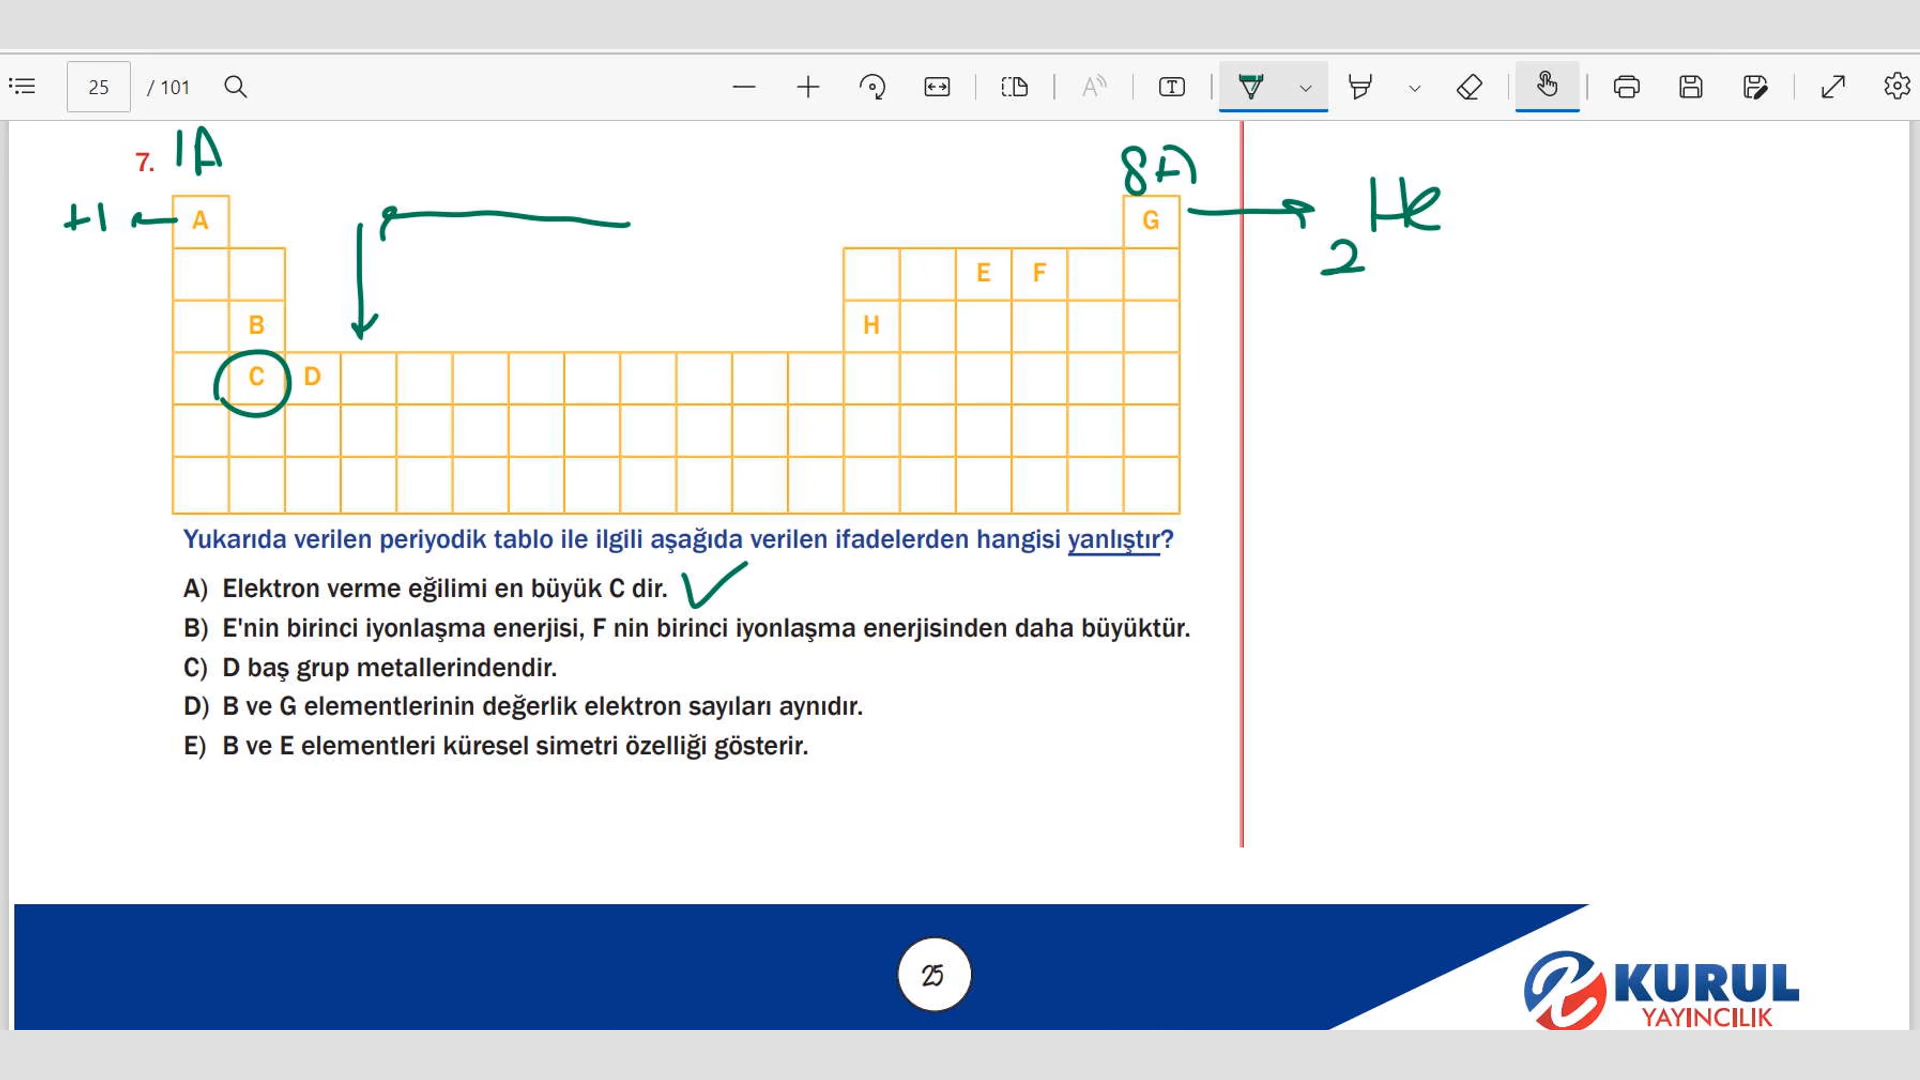 25 / 101
7. 1A 8A
+1 A G 2He
E F
B H
C D
Yukarıda verilen periyodik tablo ile ilgili aşağıda verilen ifadelerden hangisi yanlıştır?
A) Elektron verme eğilimi en büyük C dir.
B) E'nin birinci iyonlaşma enerjisi, F nin birinci iyonlaşma enerjisinden daha büyüktür.
C) D baş grup metallerindendir.
D) B ve G elementlerinin değerlik elektron sayıları aynıdır.
E) B ve E elementleri küresel simetri özelliği gösterir.
25
KURUL
YAYINCILIK